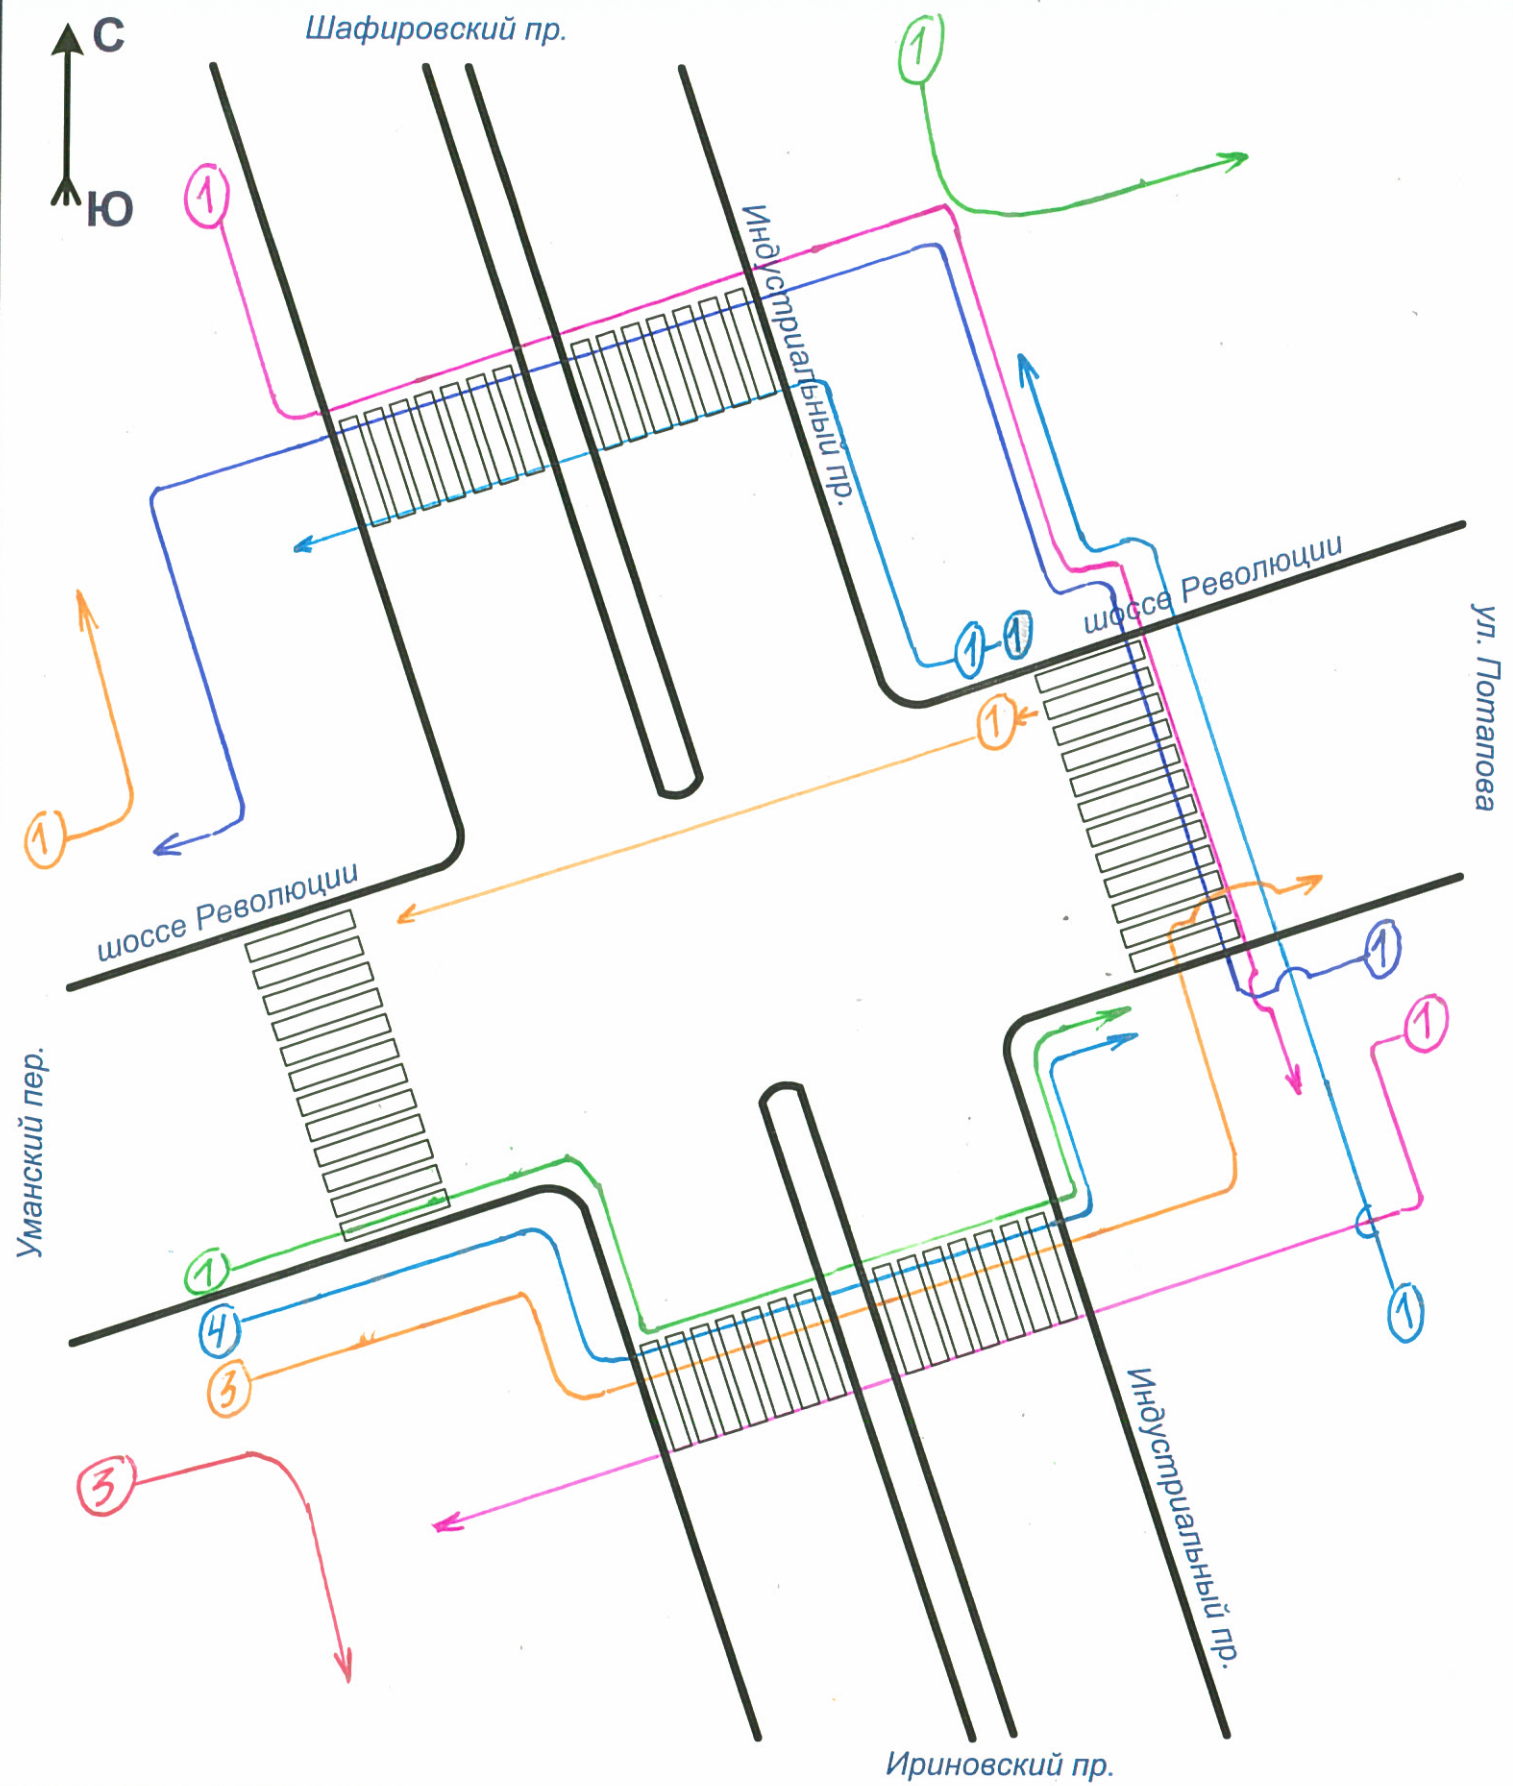 С
Шафировский пр.
1
Ю
1
Индустриальный пр.
шоссе Революции
1
1
ул. Потапова
1
1
шоссе Революции
1
1
Уманский пер.
1
4
1
3
Индустриальный пр.
3
Ириновский пр.